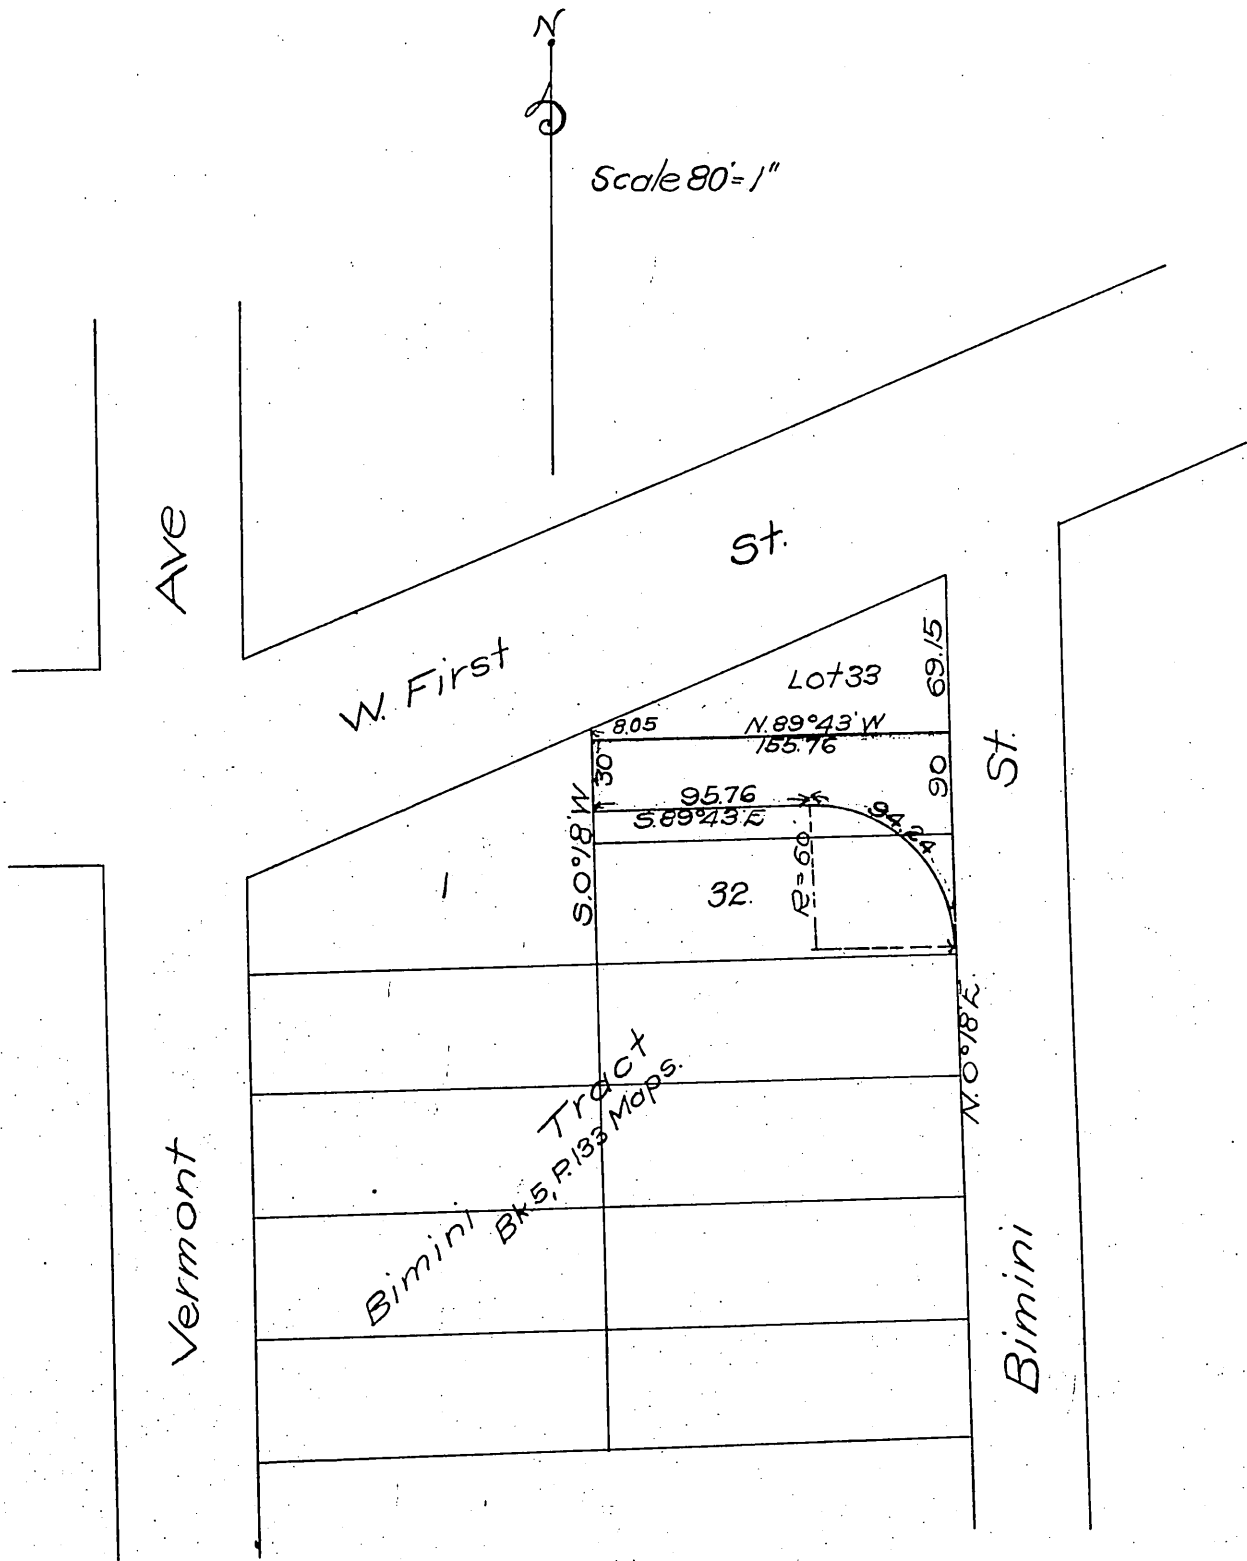 N
Scale 80'=1"
Ave
St.
W. First
Lot 33
69.15
8.05
N.89°43'W
155.76
30
90
St.
95.76
S.89°43'E
94.24
S.0°18'W
R.=60
1
32.
N.0°18'E.
Bimini Tract
Bk 5, P. 133 Maps.
Vermont
Bimini